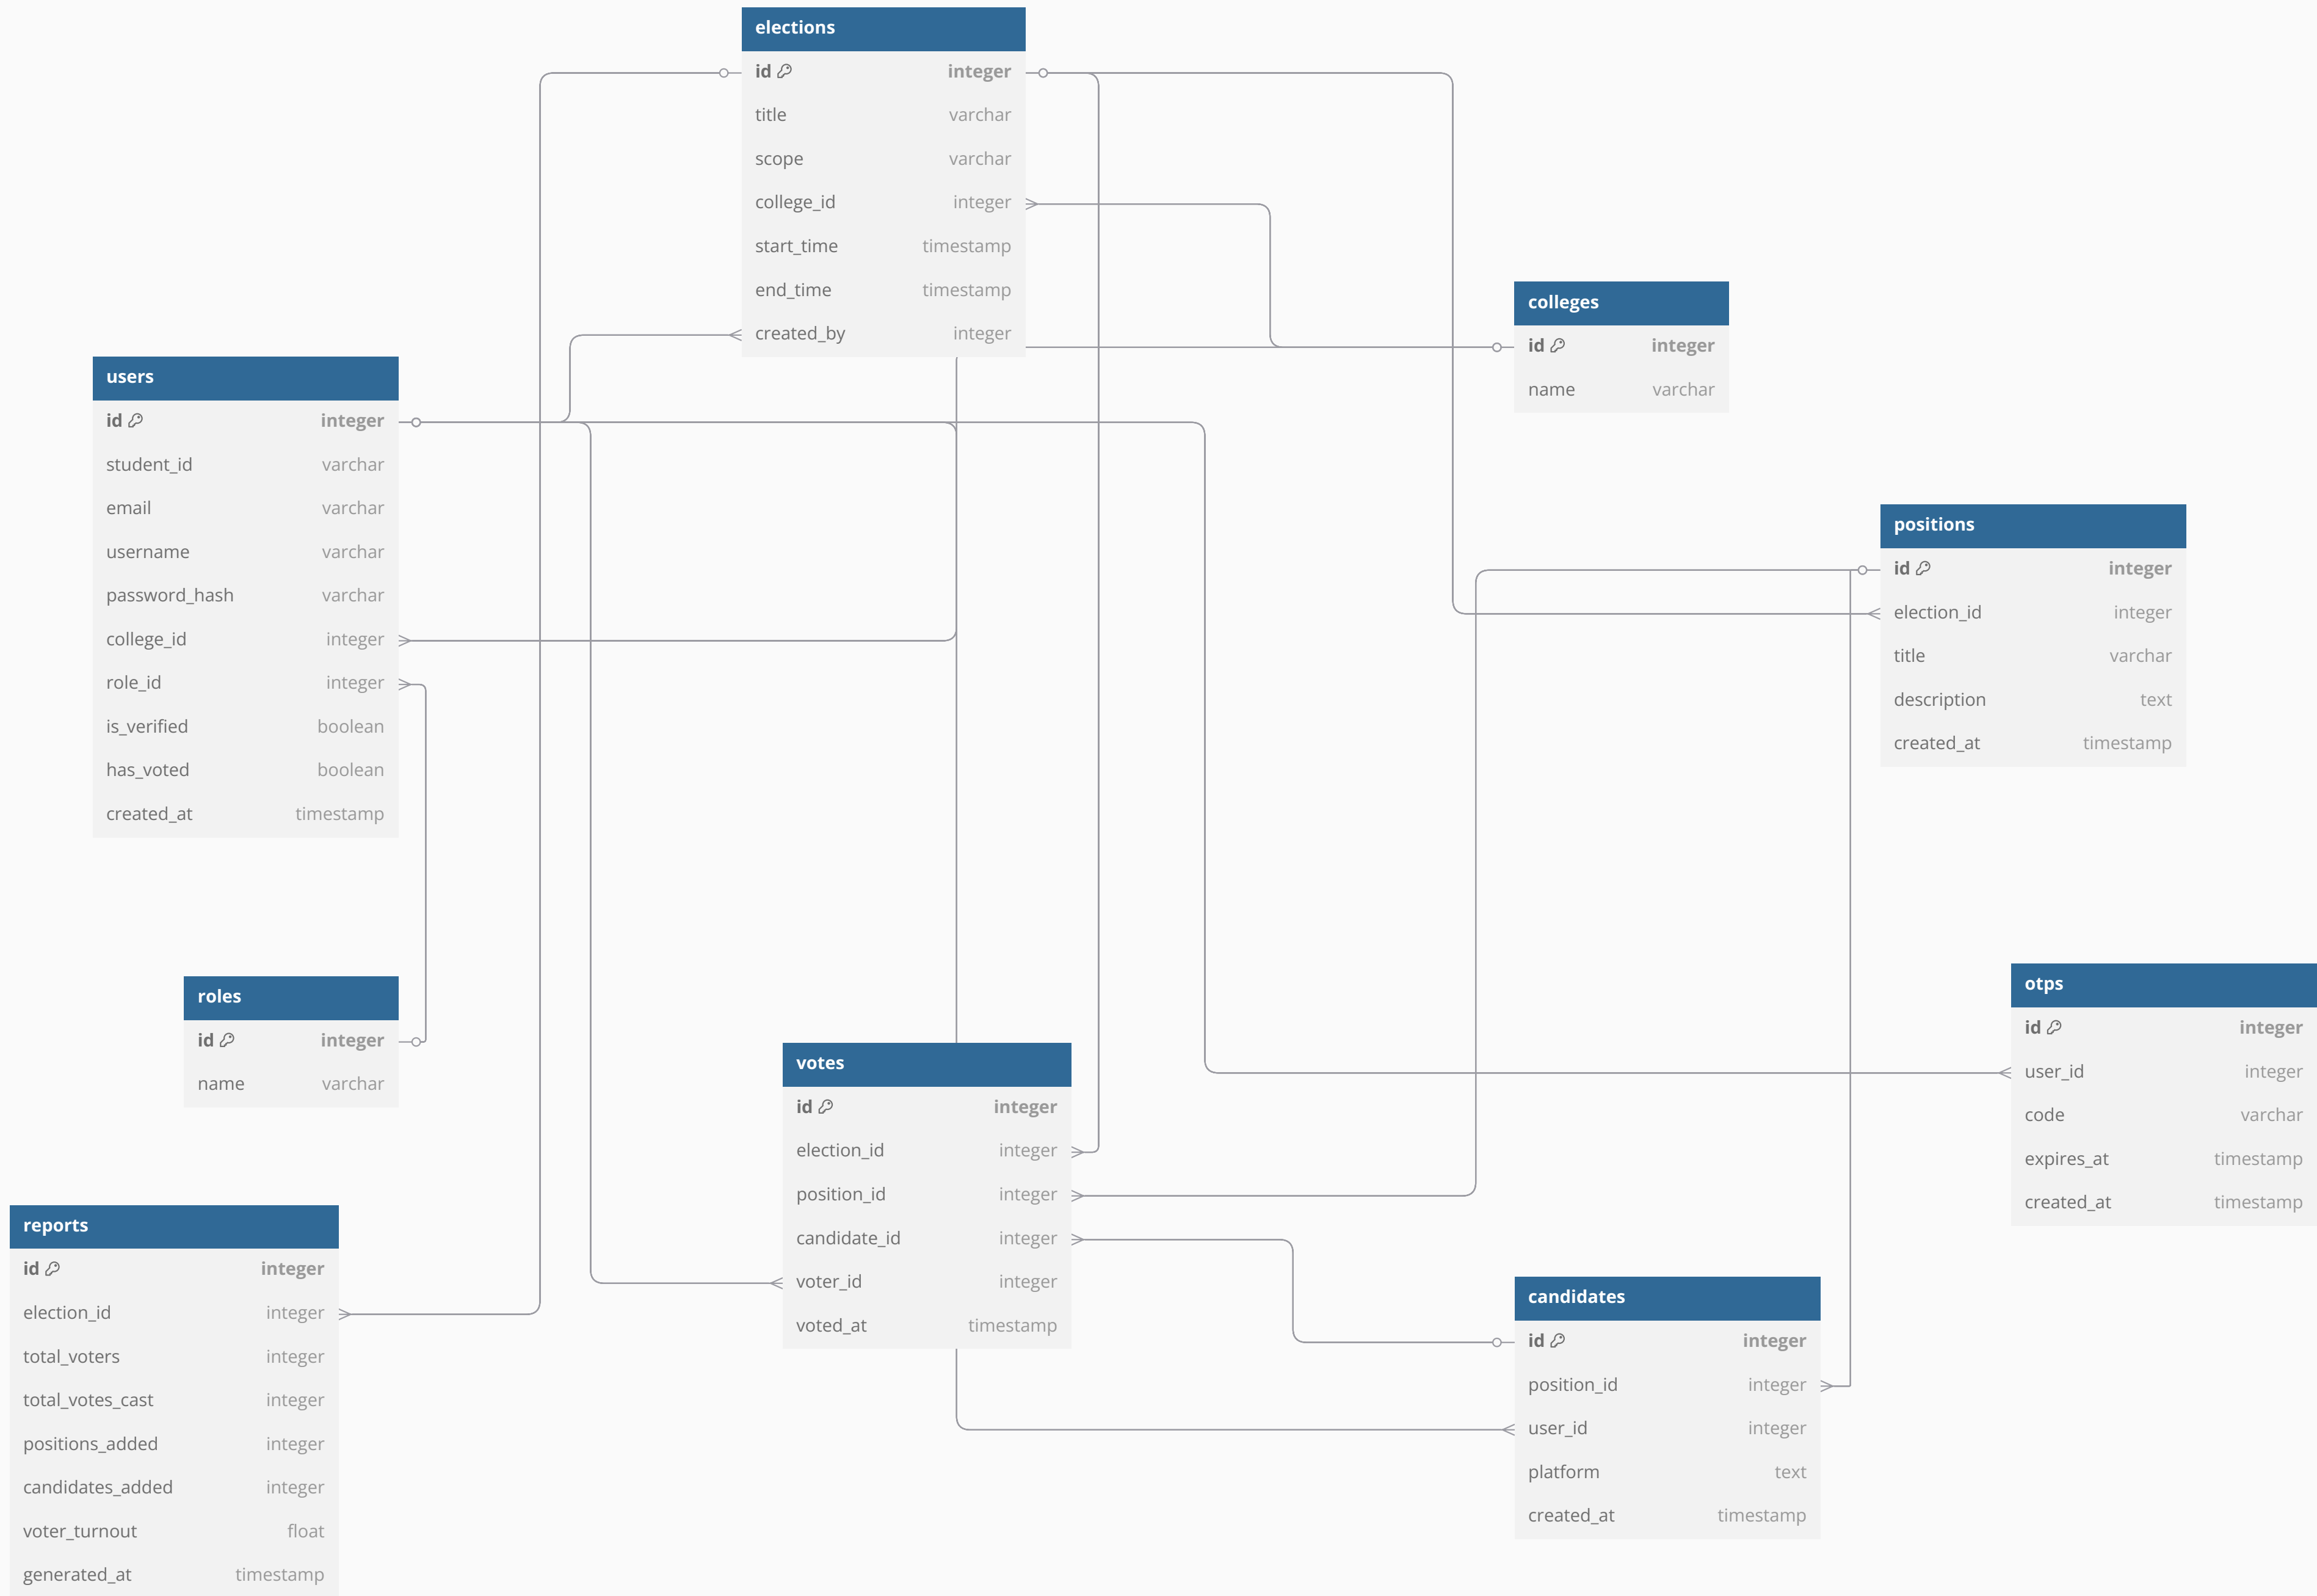 elections
id integer
title varchar
scope varchar
college_id integer
start_time timestamp
end_time timestamp
created_by integer
colleges
id integer
name varchar
users
id integer
student_id varchar
email varchar
username varchar
password_hash varchar
college_id integer
role_id integer
is_verified boolean
has_voted boolean
created_at timestamp
positions
id integer
election_id integer
title varchar
description text
created_at timestamp
roles
id integer
name varchar
otps
id integer
user_id integer
code varchar
expires_at timestamp
created_at timestamp
votes
id integer
election_id integer
position_id integer
candidate_id integer
voter_id integer
voted_at timestamp
reports
id integer
election_id integer
total_voters integer
total_votes_cast integer
positions_added integer
candidates_added integer
voter_turnout float
generated_at timestamp
candidates
id integer
position_id integer
user_id integer
platform text
created_at timestamp